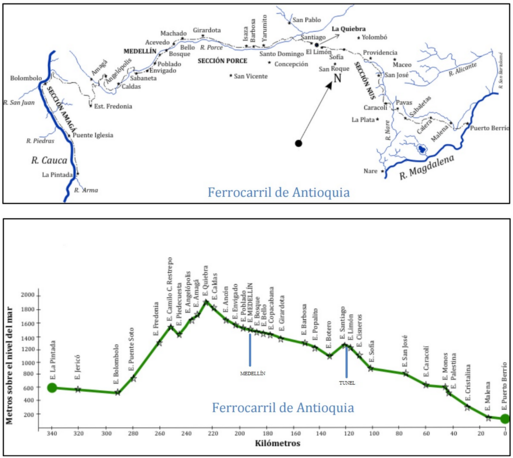 San Pablo
Girardota
Machado
Isaza
Barbosa
Yarumito
Santiago
La Quiebra
Acevedo
Bello
R. Porce
El Limón
Yolombó
MEDELLÍN
Bosque
Santo Domingo
Sofía
Providencia
Poblado
SECCIÓN PORCE
Concepción
San Roque
Maceo
Amagá
Angelópolis
Envigado
San Vicente
N
San José
R. Alicante
Bolombolo
Sabaneta
Caldas
SECCIÓN NUS
R. San Juan
SECCIÓN AMAGÁ
Est. Fredonia
Caracolí
Pavas
Sabaletas
La Plata
R. Nare
Calera
Malena
Puerto Berrío
R. Piedras
Puente Iglesia
R. Cauca
La Pintada
R. Arma
Nare
R. Magdalena
Ferrocarril de Antioquia
Metros sobre el nivel del mar
2000
1800
1600
1400
1200
1000
800
600
400
200
0
E. La Pintada
E. Jericó
E. Bolombolo
E. Puente Soto
E. Fredonia
E. Camilo C. Restrepo
E. Piedecuesta
E. Angelópolis
E. Amagá
E. Quiebra
E. Caldas
E. Ancón
E. Envigado
E. Poblado
E. MEDELLÍN
E. Bosque
E. Bello
E. Copacabana
E. Girardota
E. Barbosa
E. Popalito
E. Botero
E. Santiago
E. Limón
E. Cisneros
E. Sofía
E. San José
E. Caracolí
E. Monos
E. Palestina
E. Cristalina
E. Malena
E. Puerto Berrío
MEDELLÍN
TUNEL
Ferrocarril de Antioquia
340 320 300 280 260 240 220 200 180 160 140 120 100 80 60 40 20 0
Kilómetros